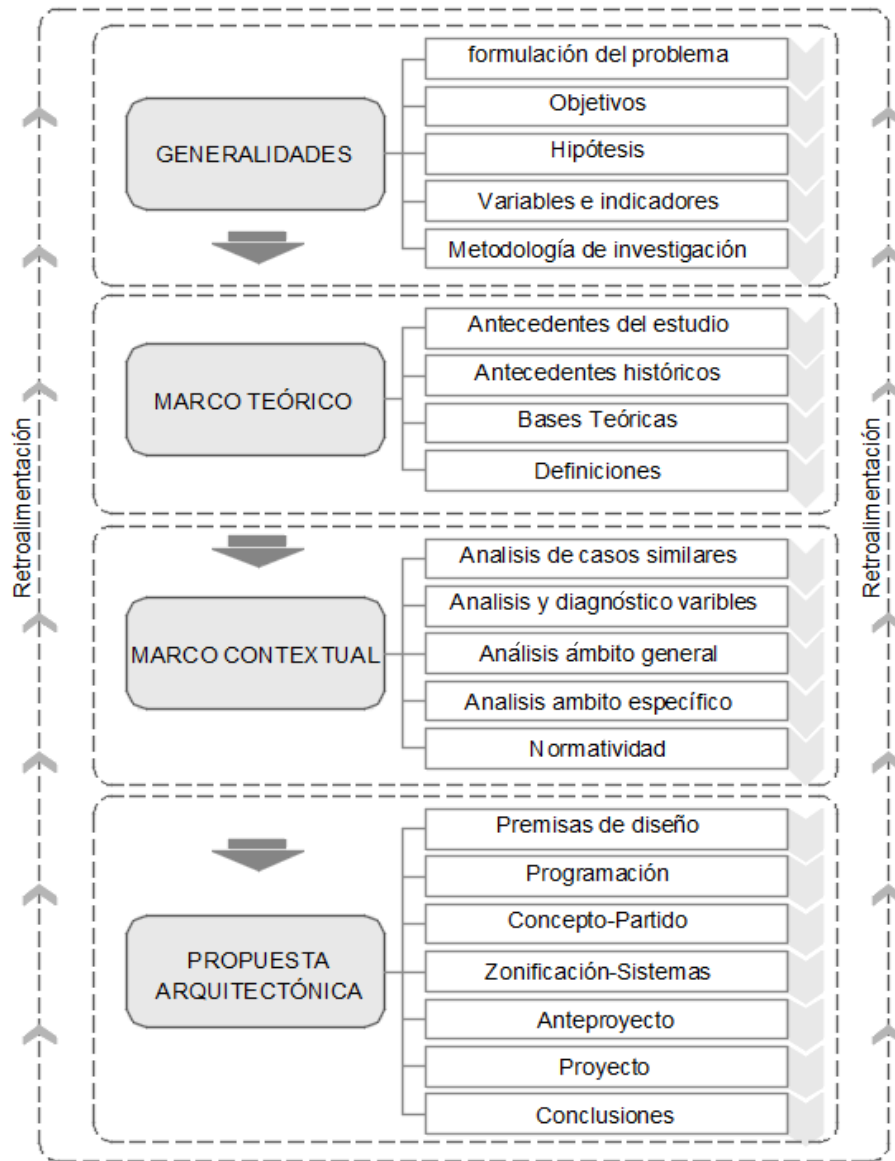 formulación del problema
Objetivos
GENERALIDADES
Hipótesis
Variables e indicadores
Metodología de investigación
Antecedentes del estudio
Antecedentes históricos
MARCO TEÓRICO
Bases Teóricas
Definiciones
Retroalimentación
Retroalimentación
Analisis de casos similares
Analisis y diagnóstico varibles
MARCO CONTEXTUAL
Análisis ámbito general
Analisis ambito específico
Normatividad
Premisas de diseño
Programación
Concepto-Partido
PROPUESTA
ARQUITECTÓNICA
Zonificación-Sistemas
Anteproyecto
Proyecto
Conclusiones